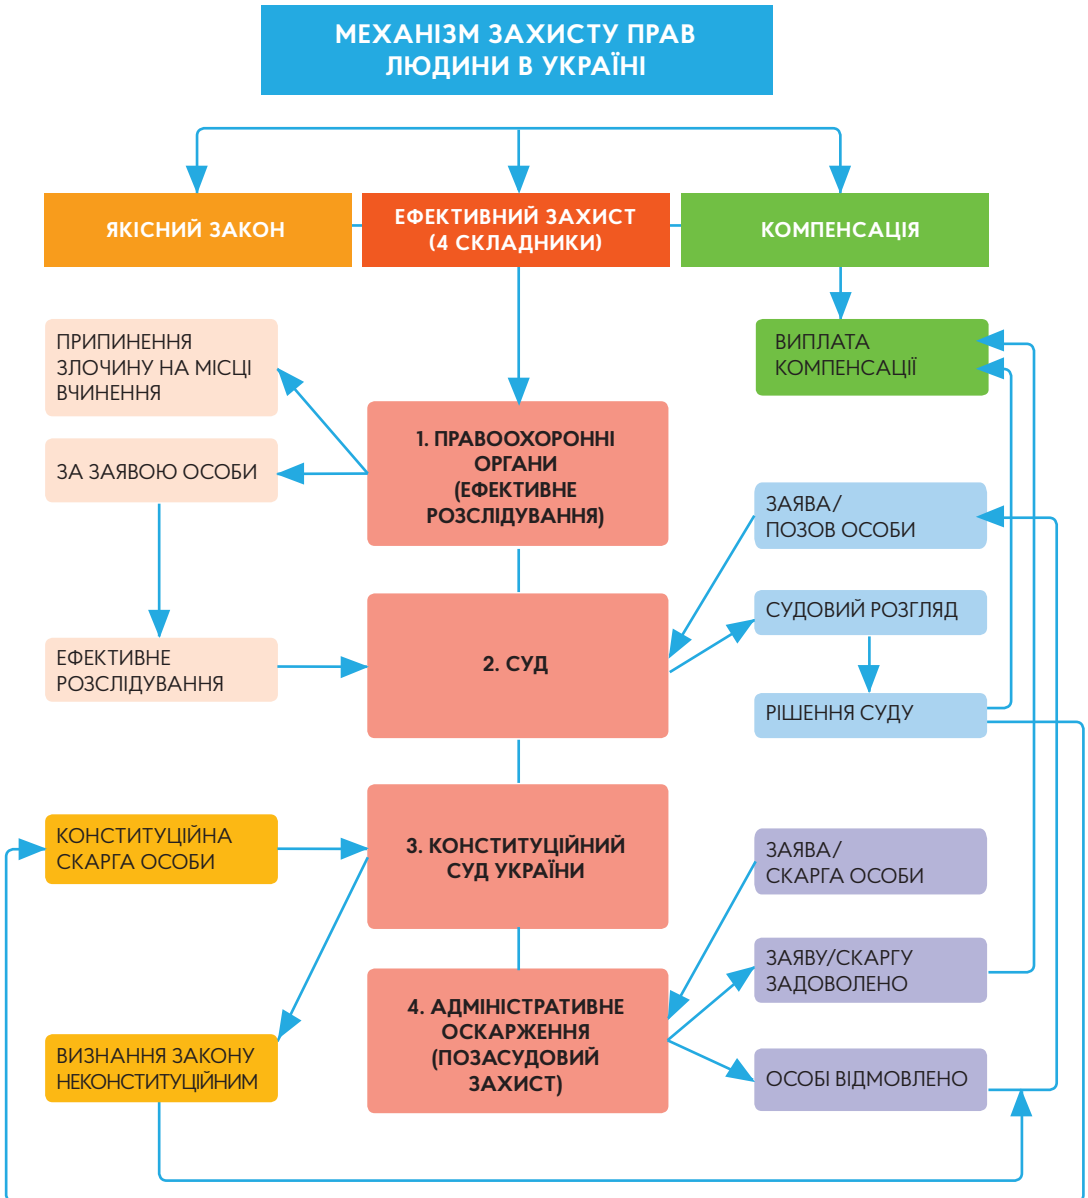 МЕХАНІЗМ ЗАХИСТУ ПРАВ
ЛЮДИНИ В УКРАЇНІ
ЯКІСНИЙ ЗАКОН
ЕФЕКТИВНИЙ ЗАХИСТ
(4 СКЛАДНИКИ)
КОМПЕНСАЦІЯ
ПРИПИНЕННЯ
ЗЛОЧИНУ НА МІСЦІ
ВЧИНЕННЯ
ВИПЛАТА
КОМПЕНСАЦІЇ
1. ПРАВООХОРОННІ
ОРГАНИ
(ЕФЕКТИВНЕ
РОЗСЛІДУВАННЯ)
ЗА ЗАЯВОЮ ОСОБИ
ЗАЯВА/
ПОЗОВ ОСОБИ
СУДОВИЙ РОЗГЛЯД
ЕФЕКТИВНЕ
РОЗСЛІДУВАННЯ
2. СУД
РІШЕННЯ СУДУ
КОНСТИТУЦІЙНА
СКАРГА ОСОБИ
3. КОНСТИТУЦІЙНИЙ
СУД УКРАЇНИ
ЗАЯВА/
СКАРГА ОСОБИ
ЗАЯВУ/СКАРГУ
ЗАДОВОЛЕНО
4. АДМІНІСТРАТИВНЕ
ОСКАРЖЕННЯ
(ПОЗАСУДОВИЙ
ЗАХИСТ)
ВИЗНАННЯ ЗАКОНУ
НЕКОНСТИТУЦІЙНИМ
ОСОБІ ВІДМОВЛЕНО